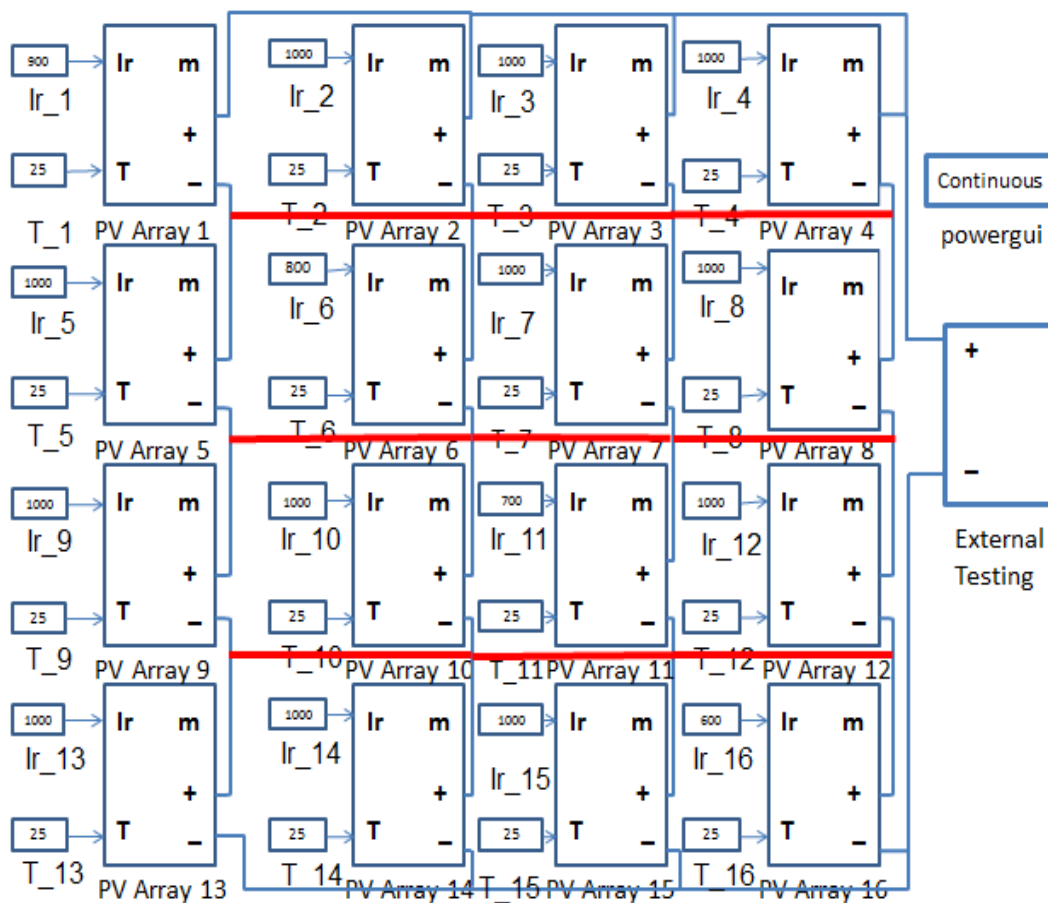 900 Ir m 1000 Ir m 1000 Ir m 1000 Ir m
Ir_1 Ir_2 Ir_3 Ir_4
+ + + +
25 T − 25 T − 25 T − 25 T −
T_1 PV Array 1 T_2 PV Array 2 T_3 PV Array 3 T_4 PV Array 4
Continuous
powergui
1000 Ir m 800 Ir m 1000 Ir m 1000 Ir m
Ir_5 Ir_6 Ir_7 Ir_8
+ + + +
25 T − 25 T − 25 T − 25 T −
T_5 PV Array 5 T_6 PV Array 6 T_7 PV Array 7 T_8 PV Array 8
+
−
External
Testing
1000 Ir m 1000 Ir m 700 Ir m 1000 Ir m
Ir_9 Ir_10 Ir_11 Ir_12
+ + + +
25 T − 25 T − 25 T − 25 T −
T_9 PV Array 9 T_10 PV Array 10 T_11 PV Array 11 T_12 PV Array 12
1000 Ir m 1000 Ir m 1000 Ir m 600 Ir m
Ir_13 Ir_14 Ir_15 Ir_16
+ + + +
25 T − 25 T − 25 T − 25 T −
T_13 PV Array 13 T_14 PV Array 14 T_15 PV Array 15 T_16 PV Array 16